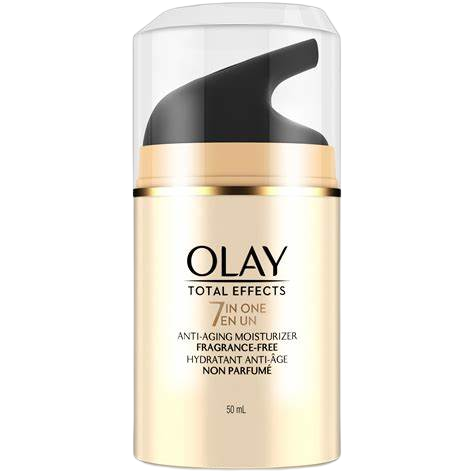 OLAY
TOTAL EFFECTS
7 IN ONE
EN UN
ANTI-AGING MOISTURIZER
FRAGRANCE-FREE
HYDRATANT ANTI-ÂGE
NON PARFUMÉ
50 mL